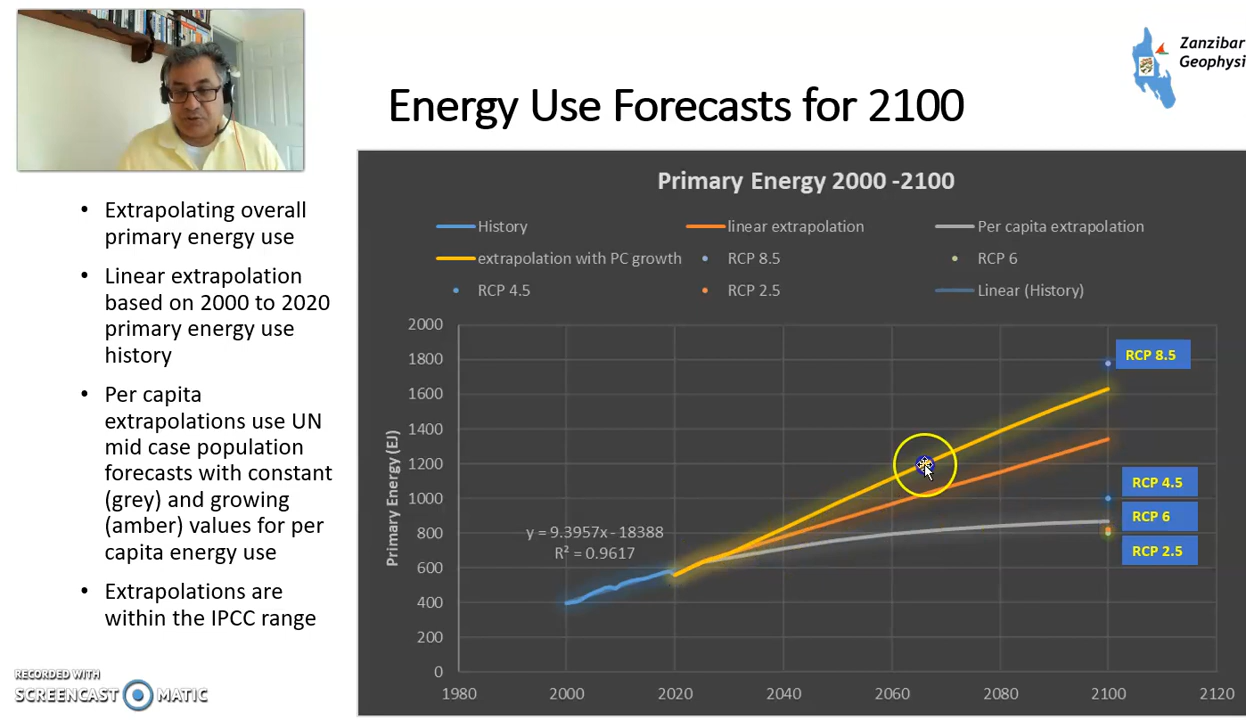 Zanzibar
Geophysi
Energy Use Forecasts for 2100
• Extrapolating overall
primary energy use
• Linear extrapolation
based on 2000 to 2020
primary energy use
history
• Per capita
extrapolations use UN
mid case population
forecasts with constant
(grey) and growing
(amber) values for per
capita energy use
• Extrapolations are
within the IPCC range
Primary Energy 2000 -2100
History
linear extrapolation
Per capita extrapolation
extrapolation with PC growth
RCP 8.5
RCP 6
RCP 4.5
RCP 2.5
Linear (History)
Primary Energy (EJ)
2000
1800
1600
1400
1200
1000
800
600
400
200
0
y = 9.3957x - 18388
R² = 0.9617
RCP 8.5
RCP 4.5
RCP 6
RCP 2.5
1980
2000
2020
2040
2060
2080
2100
2120
RECORDED WITH
SCREENCAST MATIC